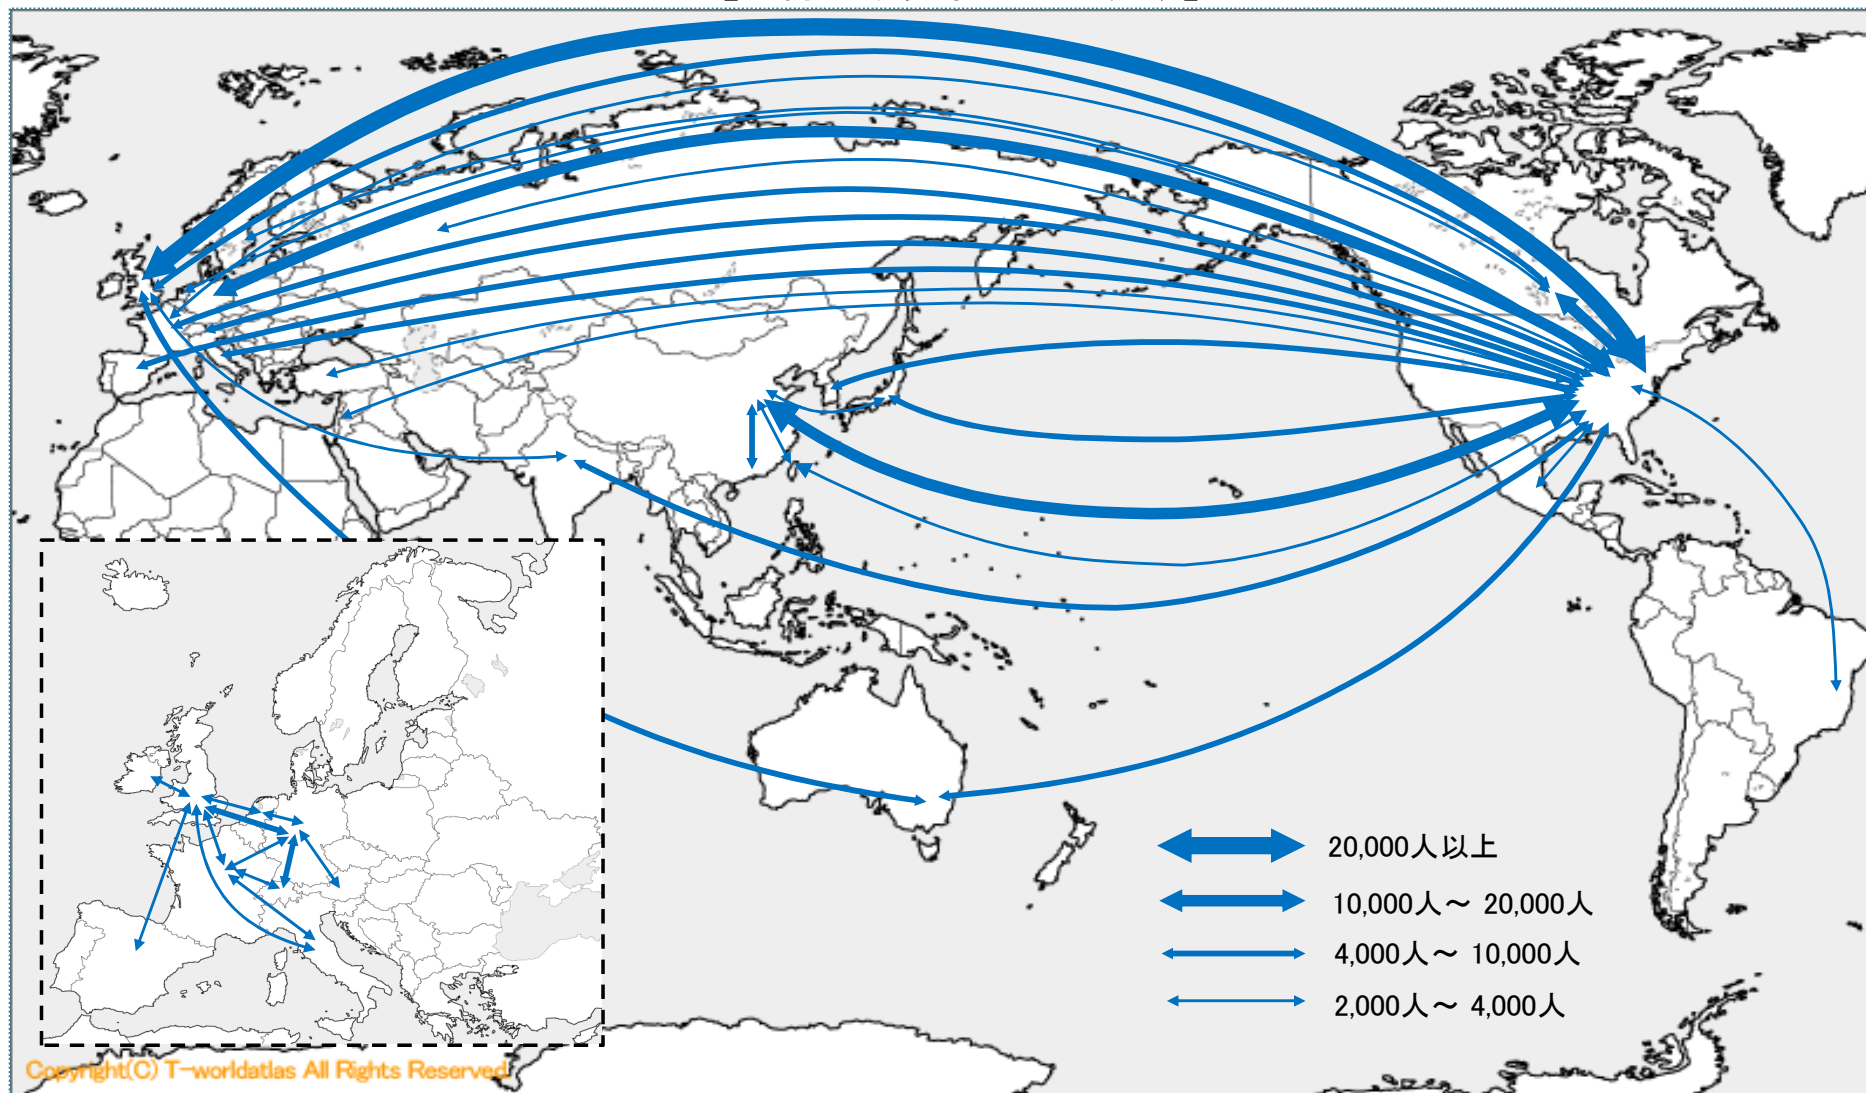 20,000人以上
10,000人～ 20,000人
4,000人～ 10,000人
2,000人～ 4,000人
Copyright(C) T-worldatlas All Rights Reserved